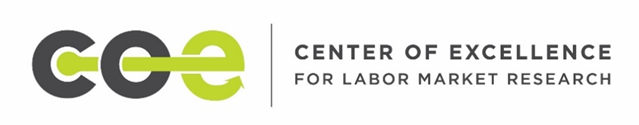 coe
CENTER OF EXCELLENCE
FOR LABOR MARKET RESEARCH